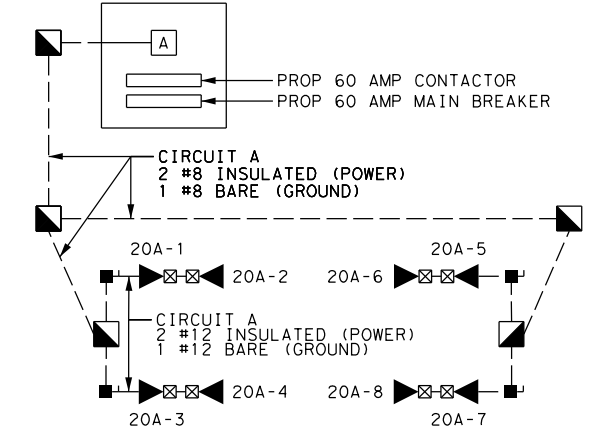 A
PROP 60 AMP CONTACTOR
PROP 60 AMP MAIN BREAKER
CIRCUIT A
2 #8 INSULATED (POWER)
1 #8 BARE (GROUND)
20A-1
20A-5
20A-2
20A-6
CIRCUIT A
2 #12 INSULATED (POWER)
1 #12 BARE (GROUND)
20A-4
20A-8
20A-3
20A-7